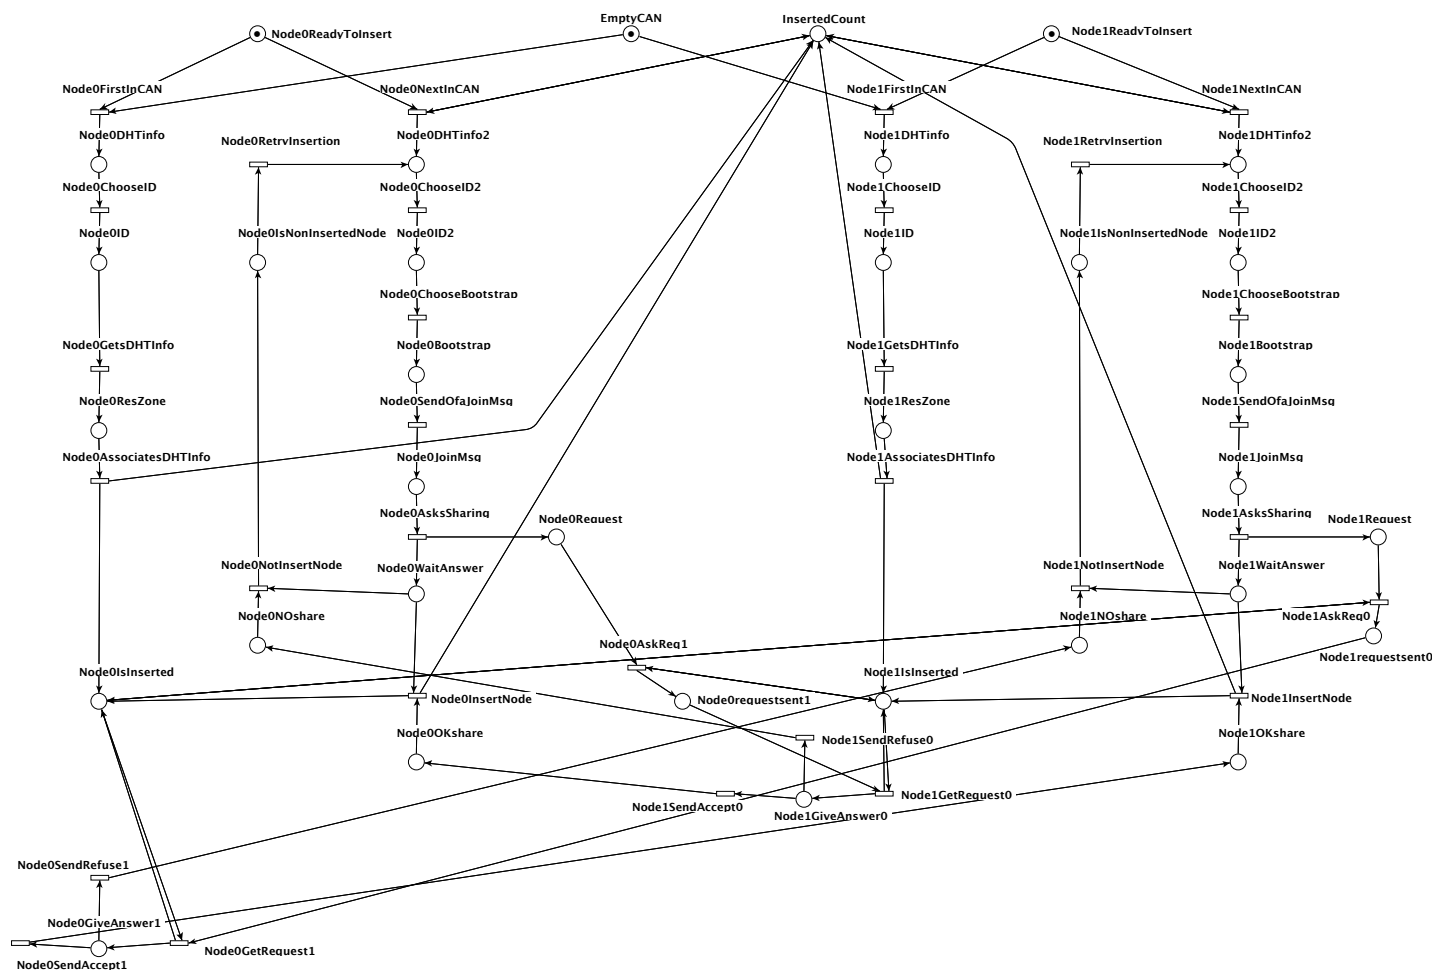 EmptyCAN
InsertedCount
Node0ReadyToInsert
Node1ReadyToInsert
Node0FirstInCAN
Node0NextInCAN
Node1FirstInCAN
Node1NextInCAN
Node0DHTinfo
Node0DHTinfo2
Node1DHTinfo
Node1DHTinfo2
Node0RetrvInsertion
Node1RetrvInsertion
Node0ChooseID
Node0ChooseID2
Node1ChooseID
Node1ChooseID2
Node0ID
Node0IsNonInsertedNode
Node0ID2
Node1ID
Node1IsNonInsertedNode
Node1ID2
Node0ChooseBootstrap
Node1ChooseBootstrap
Node0GetsDHTInfo
Node0Bootstrap
Node1GetsDHTInfo
Node1Bootstrap
Node0ResZone
Node0SendOfaJoinMsg
Node1ResZone
Node1SendOfaJoinMsg
Node0AssociatesDHTInfo
Node0JoinMsg
Node1AssociatesDHTInfo
Node1JoinMsg
Node0AsksSharing
Node0Request
Node1AsksSharing
Node1Request
Node0NotInsertNode
Node0WaitAnswer
Node1NotInsertNode
Node1WaitAnswer
Node0NOshare
Node1NOshare
Node1AskReq0
Node0AskReq1
Node1requestsent0
Node0IsInserted
Node1IsInserted
Node0InsertNode
Node0requestsent1
Node1InsertNode
Node0OKshare
Node1SendRefuse0
Node1OKshare
Node1SendAccept0
Node1GetRequest0
Node1GiveAnswer0
Node0SendRefuse1
Node0GiveAnswer1
Node0GetRequest1
Node0SendAccept1